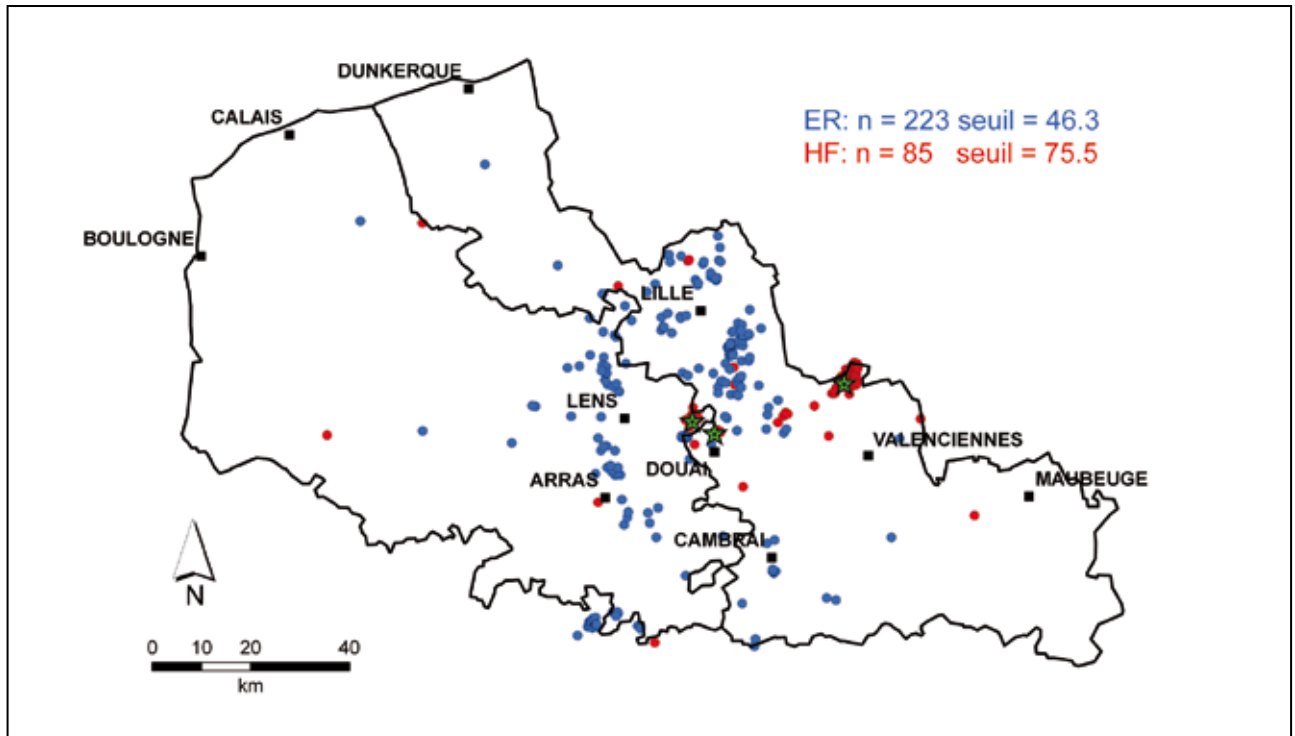 DUNKERQUE
CALAIS
ER: n = 223 seuil = 46.3
HF: n = 85 seuil = 75.5
BOULOGNE
LILLE
LENS
VALENCIENNES
DOUAI
ARRAS
MAUBEUGE
CAMBRAI
N
0 10 20 40
km